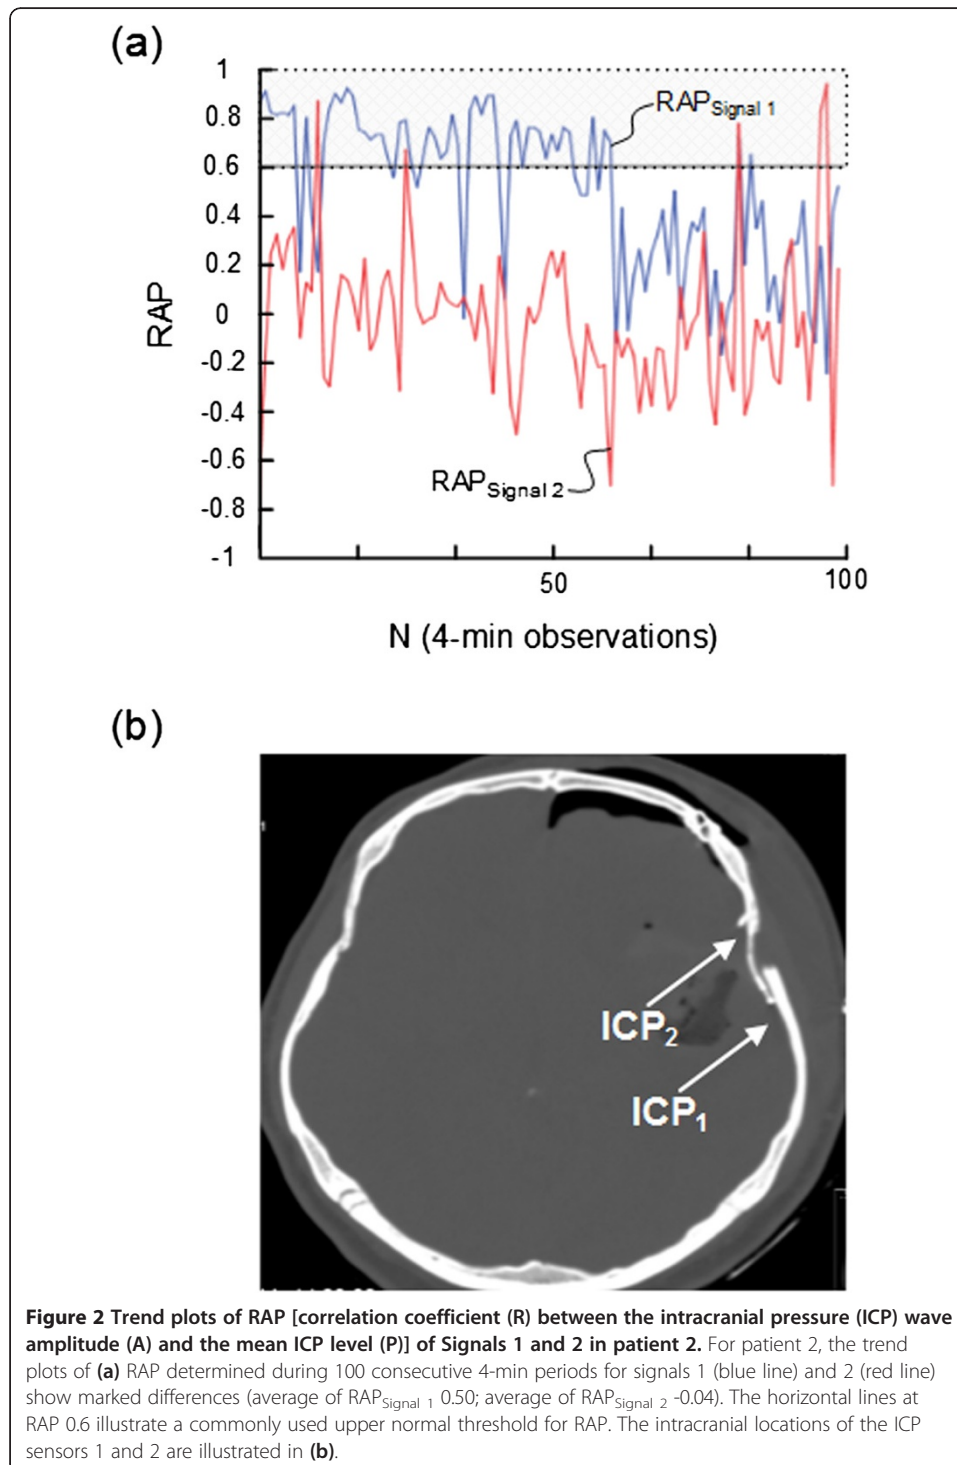 (a)
1
0.8
0.6
0.4
0.2
0
-0.2
-0.4
-0.6
-0.8
-1
RAP
RAPSignal 1
RAPSignal 2
50
100
N (4-min observations)
(b)
ICP2
ICP1
Figure 2 Trend plots of RAP [correlation coefficient (R) between the intracranial pressure (ICP) wave
amplitude (A) and the mean ICP level (P)] of Signals 1 and 2 in patient 2. For patient 2, the trend
plots of (a) RAP determined during 100 consecutive 4-min periods for signals 1 (blue line) and 2 (red line)
show marked differences (average of RAPSignal 1 0.50; average of RAPSignal 2 -0.04). The horizontal lines at
RAP 0.6 illustrate a commonly used upper normal threshold for RAP. The intracranial locations of the ICP
sensors 1 and 2 are illustrated in (b).